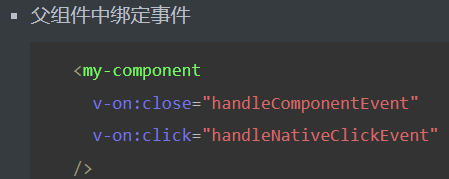 ▪ 父组件中绑定事件
<my-component
v-on:close="handleComponentEvent"
v-on:click="handleNativeClickEvent"
/>